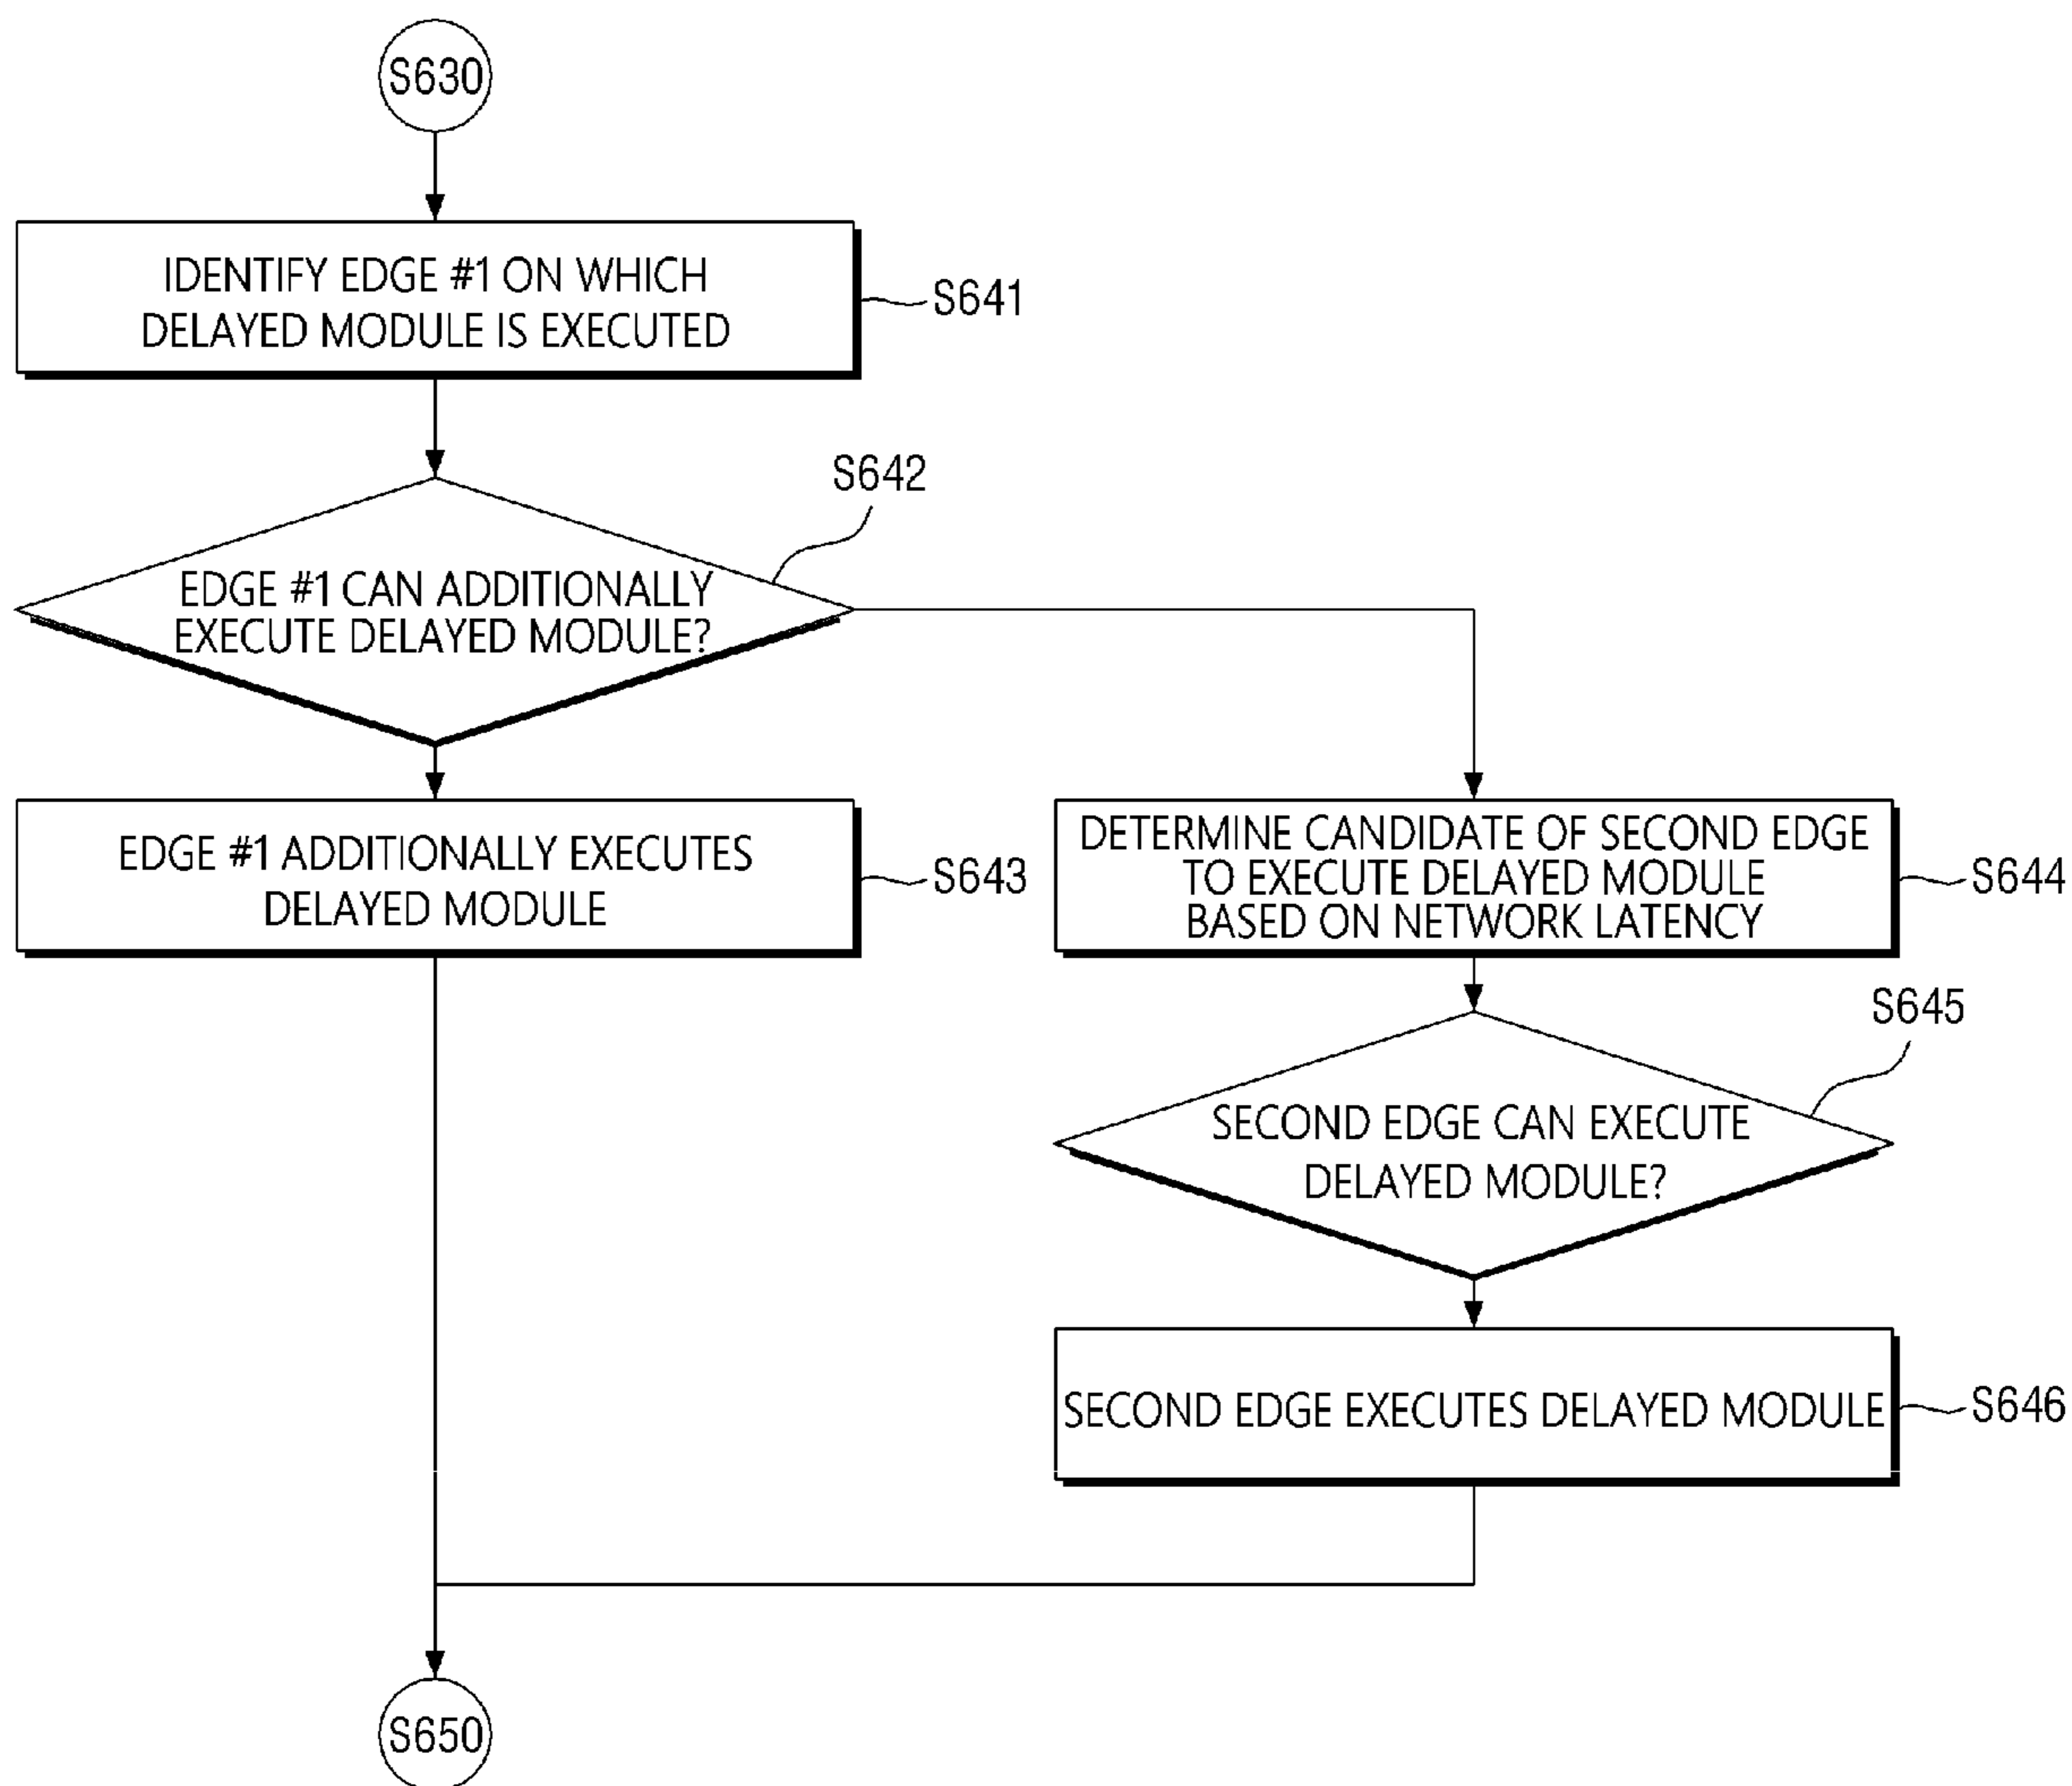 S630
IDENTIFY EDGE #1 ON WHICH
DELAYED MODULE IS EXECUTED
S641
S642
EDGE #1 CAN ADDITIONALLY
EXECUTE DELAYED MODULE?
EDGE #1 ADDITIONALLY EXECUTES
DELAYED MODULE
S643
DETERMINE CANDIDATE OF SECOND EDGE
TO EXECUTE DELAYED MODULE
BASED ON NETWORK LATENCY
S644
S645
SECOND EDGE CAN EXECUTE
DELAYED MODULE?
SECOND EDGE EXECUTES DELAYED MODULE
S646
S650